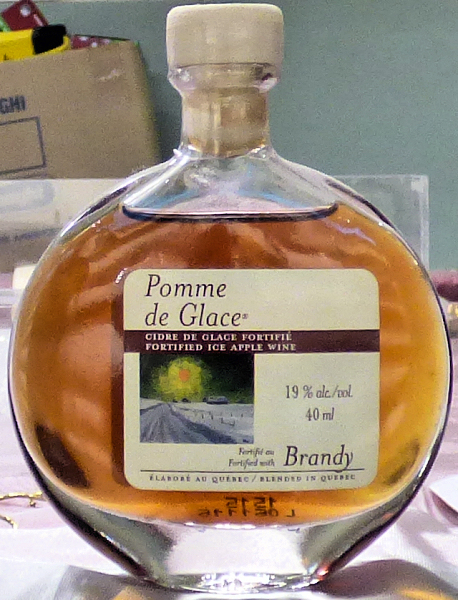 GHI
Pomme
de Glace®
CIDRE DE GLACE FORTIFIÉ
FORTIFIED ICE APPLE WINE
19 % alc./vol.
40 ml
Fortifié au
Fortified with Brandy
ÉLABORÉ AU QUÉBEC / BLENDED IN QUEBEC